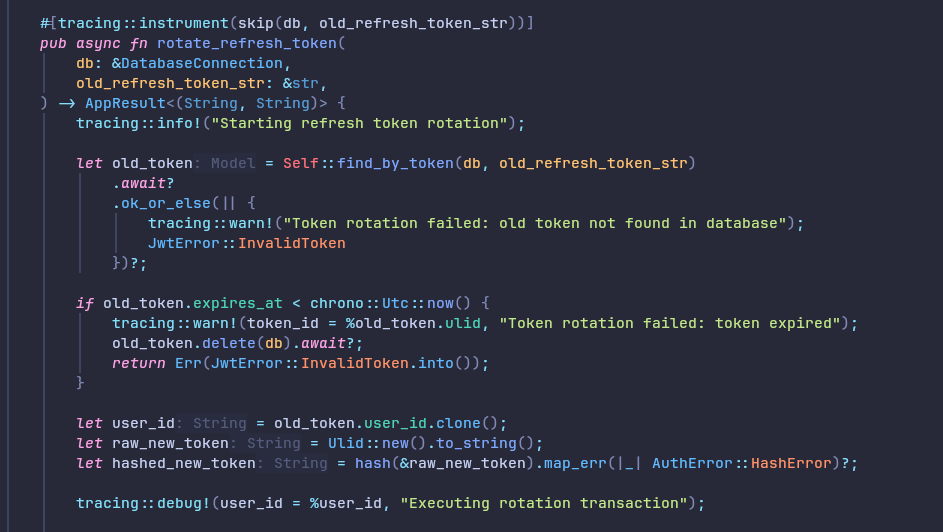 #[tracing::instrument(skip(db, old_refresh_token_str))]
pub async fn rotate_refresh_token(
    db: &DatabaseConnection,
    old_refresh_token_str: &str,
) -> AppResult<(String, String)> {
    tracing::info!("Starting refresh token rotation");

    let old_token: Model = Self::find_by_token(db, old_refresh_token_str)
        .await?
        .ok_or_else(|| {
            tracing::warn!("Token rotation failed: old token not found in database");
            JwtError::InvalidToken
        })?;

    if old_token.expires_at < chrono::Utc::now() {
        tracing::warn!(token_id = %old_token.ulid, "Token rotation failed: token expired");
        old_token.delete(db).await?;
        return Err(JwtError::InvalidToken.into());
    }

    let user_id: String = old_token.user_id.clone();
    let raw_new_token: String = Ulid::new().to_string();
    let hashed_new_token: String = hash(&raw_new_token).map_err(|_| AuthError::HashError)?;

    tracing::debug!(user_id = %user_id, "Executing rotation transaction");